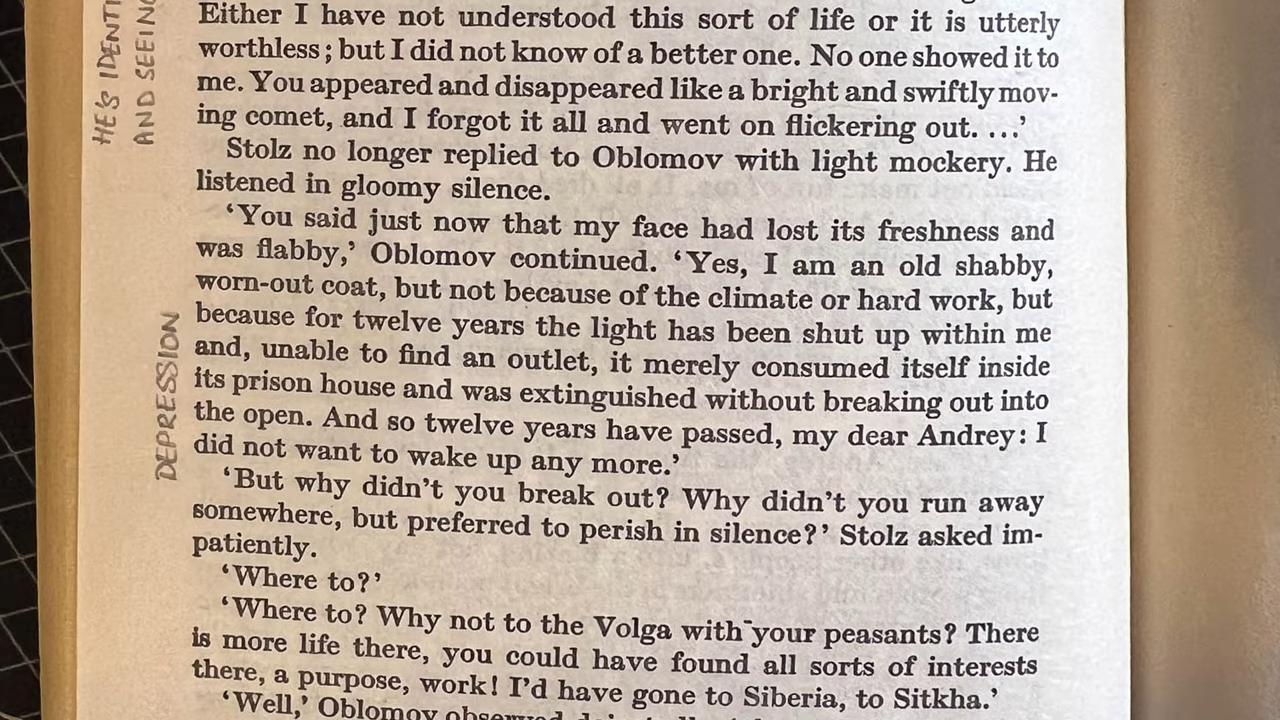 HE'S IDENTI
AND SEEING
Either I have not understood this sort of life or it is utterly
worthless; but I did not know of a better one. No one showed it to
me. You appeared and disappeared like a bright and swiftly mov-
ing comet, and I forgot it all and went on flickering out. ...’
Stolz no longer replied to Oblomov with light mockery. He
listened in gloomy silence.
‘You said just now that my face had lost its freshness and
was flabby,’ Oblomov continued. ‘Yes, I am an old shabby,
worn-out coat, but not because of the climate or hard work, but
because for twelve years the light has been shut up within me
and, unable to find an outlet, it merely consumed itself inside
its prison house and was extinguished without breaking out into
the open. And so twelve years have passed, my dear Andrey: I
did not want to wake up any more.’
DEPRESSION
‘But why didn’t you break out? Why didn’t you run away
somewhere, but preferred to perish in silence?’ Stolz asked im-
patiently.
‘Where to?’
‘Where to? Why not to the Volga with your peasants? There
is more life there, you could have found all sorts of interests
there, a purpose, work! I’d have gone to Siberia, to Sitkha.’
‘Well,’ Oblomov observed